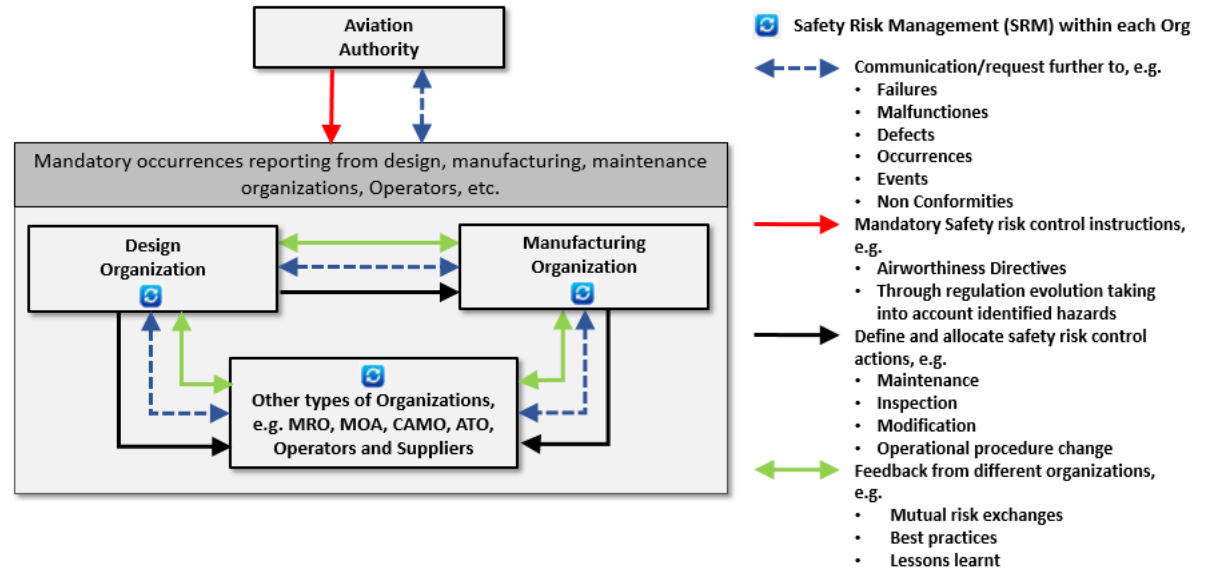 Aviation
Authority
Mandatory occurrences reporting from design, manufacturing, maintenance
organizations, Operators, etc.
Design
Organization
Manufacturing
Organization
Other types of Organizations,
e.g. MRO, MOA, CAMO, ATO,
Operators and Suppliers
Safety Risk Management (SRM) within each Org
Communication/request further to, e.g.
• Failures
• Malfunctiones
• Defects
• Occurrences
• Events
• Non Conformities
Mandatory Safety risk control instructions,
e.g.
• Airworthiness Directives
• Through regulation evolution taking
into account identified hazards
Define and allocate safety risk control
actions, e.g.
• Maintenance
• Inspection
• Modification
• Operational procedure change
Feedback from different organizations,
e.g.
• Mutual risk exchanges
• Best practices
• Lessons learnt